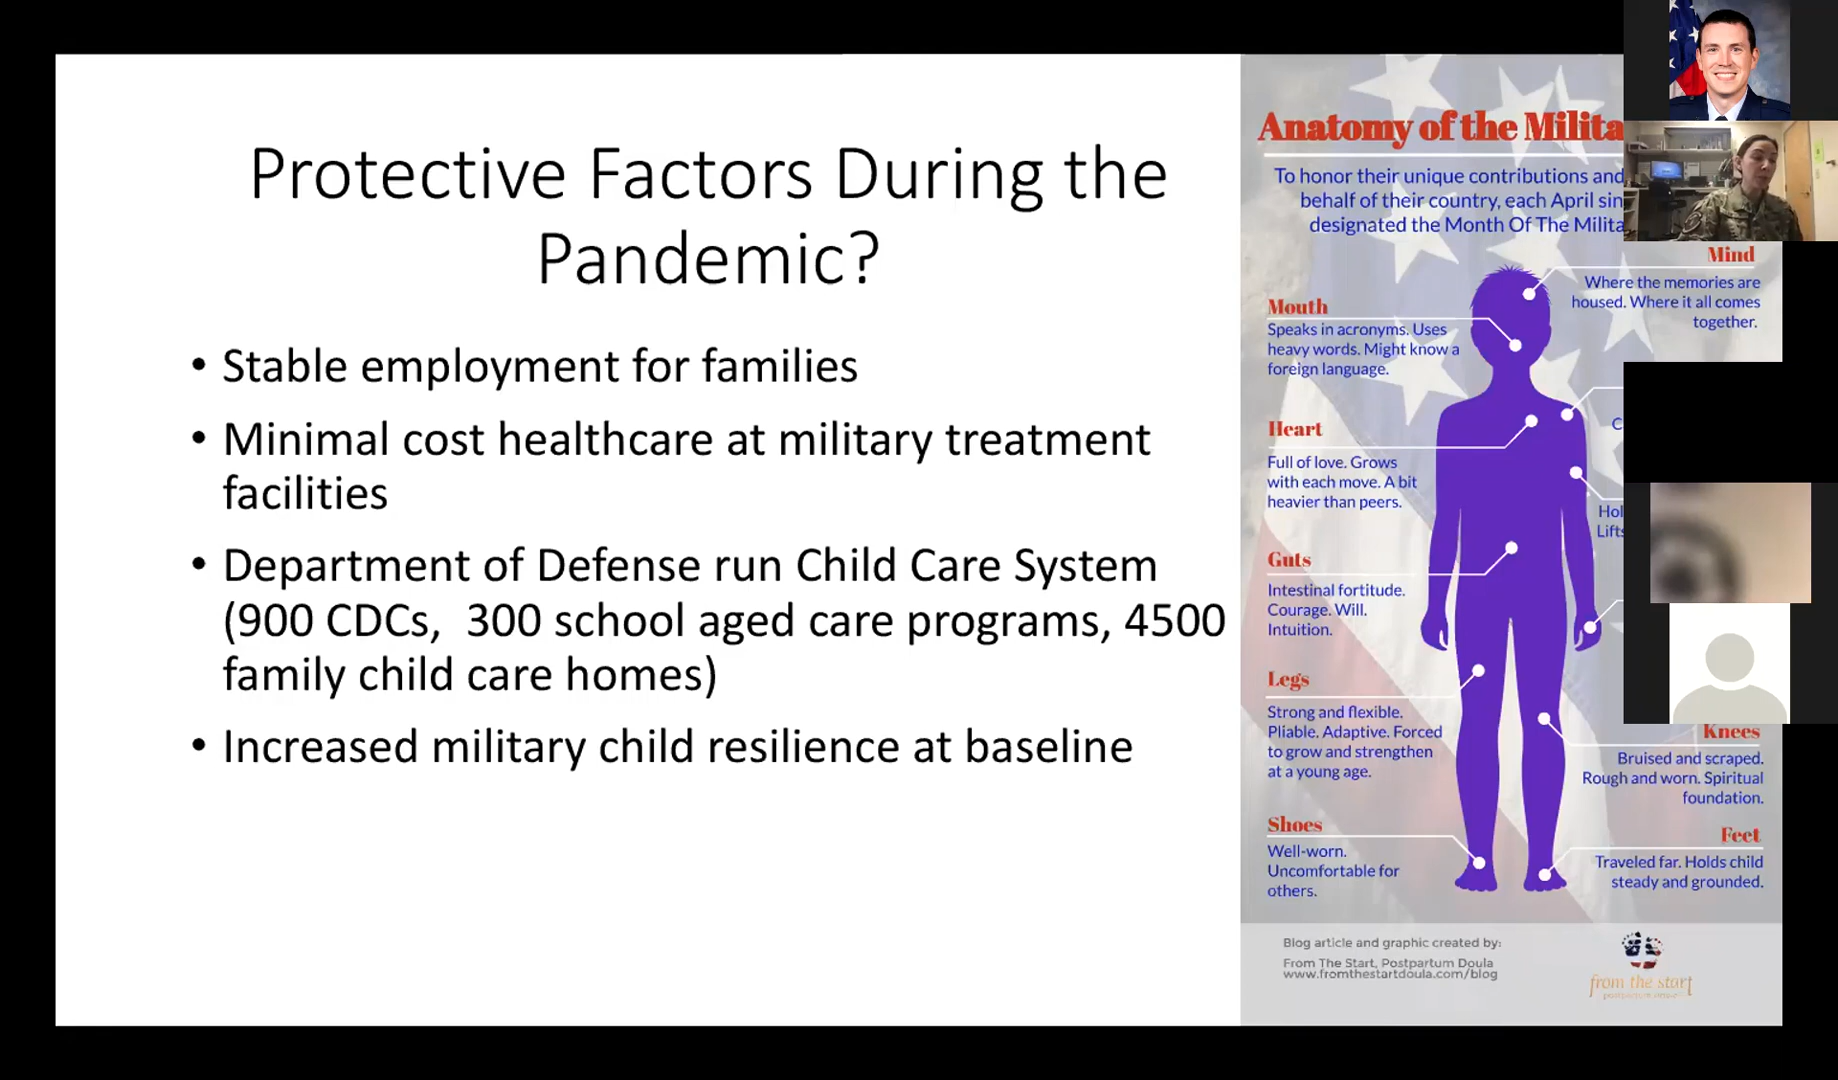 Protective Factors During the
Pandemic?
• Stable employment for families
• Minimal cost healthcare at military treatment
facilities
• Department of Defense run Child Care System
(900 CDCs, 300 school aged care programs, 4500
family child care homes)
• Increased military child resilience at baseline
Anatomy of the Milita
To honor their unique contributions and
behalf of their country, each April sin
designated the Month Of The Milita
Mind
Where the memories are
housed. Where it all comes
together.
Mouth
Speaks in acronyms. Uses
heavy words. Might know a
foreign language.
Heart
Full of love. Grows
with each move. A bit
heavier than peers.
C
Hol
Lifts
Guts
Intestinal fortitude.
Courage. Will.
Intuition.
Legs
Strong and flexible.
Pliable. Adaptive. Forced
to grow and strengthen
at a young age.
Knees
Bruised and scraped.
Rough and worn. Spiritual
foundation.
Shoes
Well-worn.
Uncomfortable for
others.
Feet
Traveled far. Holds child
steady and grounded.
Blog article and graphic created by:
From The Start, Postpartum Doula
www.fromthestartdoula.com/blog
from the start